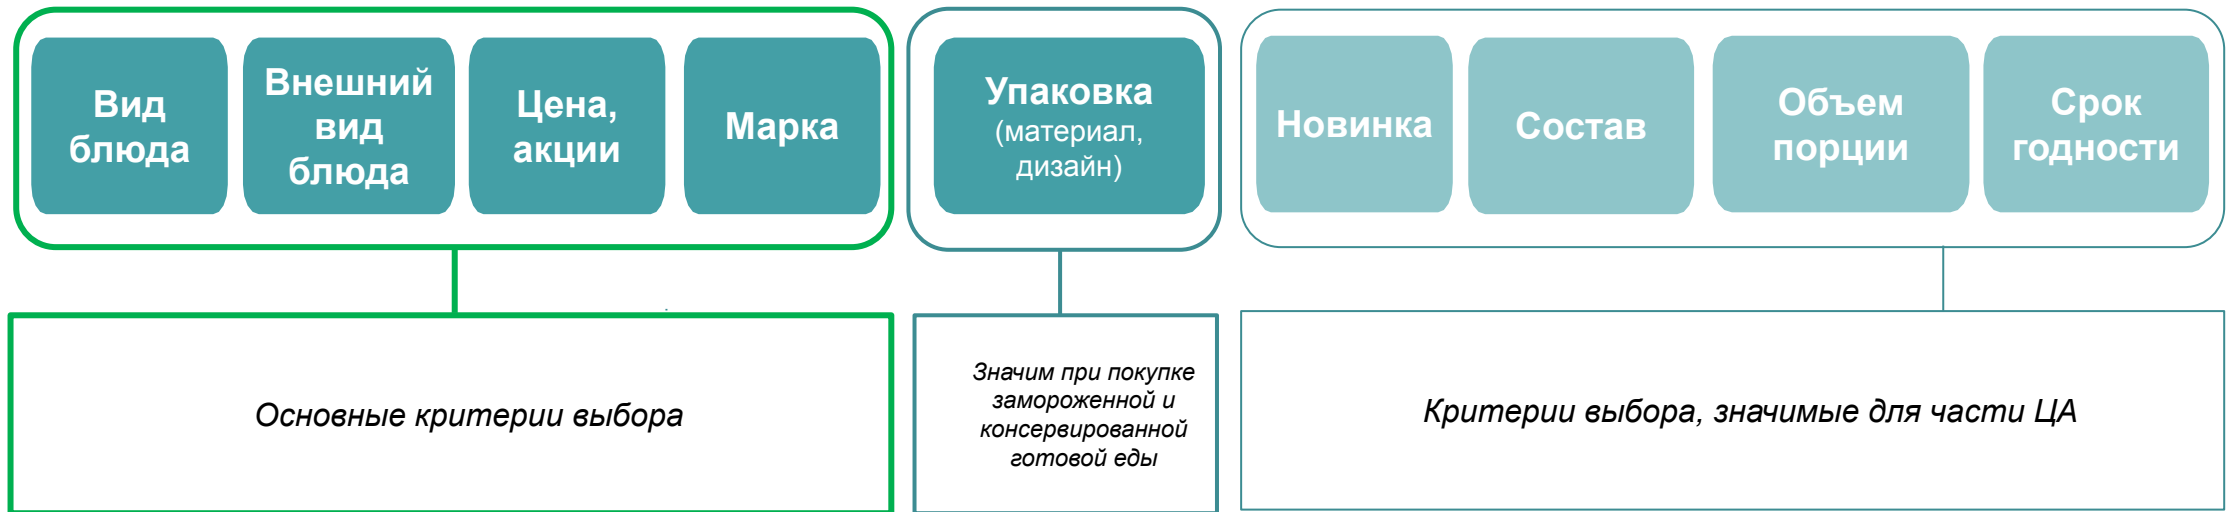 Вид
блюда
Внешний
вид
блюда
Цена,
акции
Марка
Упаковка
(материал,
дизайн)
Новинка
Состав
Объем
порции
Срок
годности
Основные критерии выбора
Значим при покупке
замороженной и
консервированной
готовой еды
Критерии выбора, значимые для части ЦА